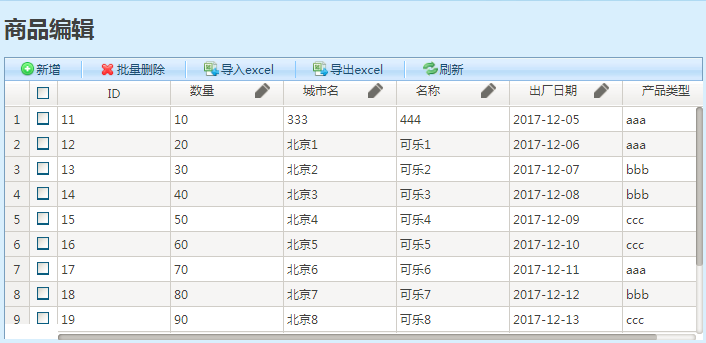 商品编辑
新增 批量删除 导入excel 导出excel 刷新
ID 数量 城市名 名称 出厂日期 产品类型
1 11 10 333 444 2017-12-05 aaa
2 12 20 北京1 可乐1 2017-12-06 aaa
3 13 30 北京2 可乐2 2017-12-07 bbb
4 14 40 北京3 可乐3 2017-12-08 bbb
5 15 50 北京4 可乐4 2017-12-09 ccc
6 16 60 北京5 可乐5 2017-12-10 ccc
7 17 70 北京6 可乐6 2017-12-11 aaa
8 18 80 北京7 可乐7 2017-12-12 bbb
9 19 90 北京8 可乐8 2017-12-13 ccc